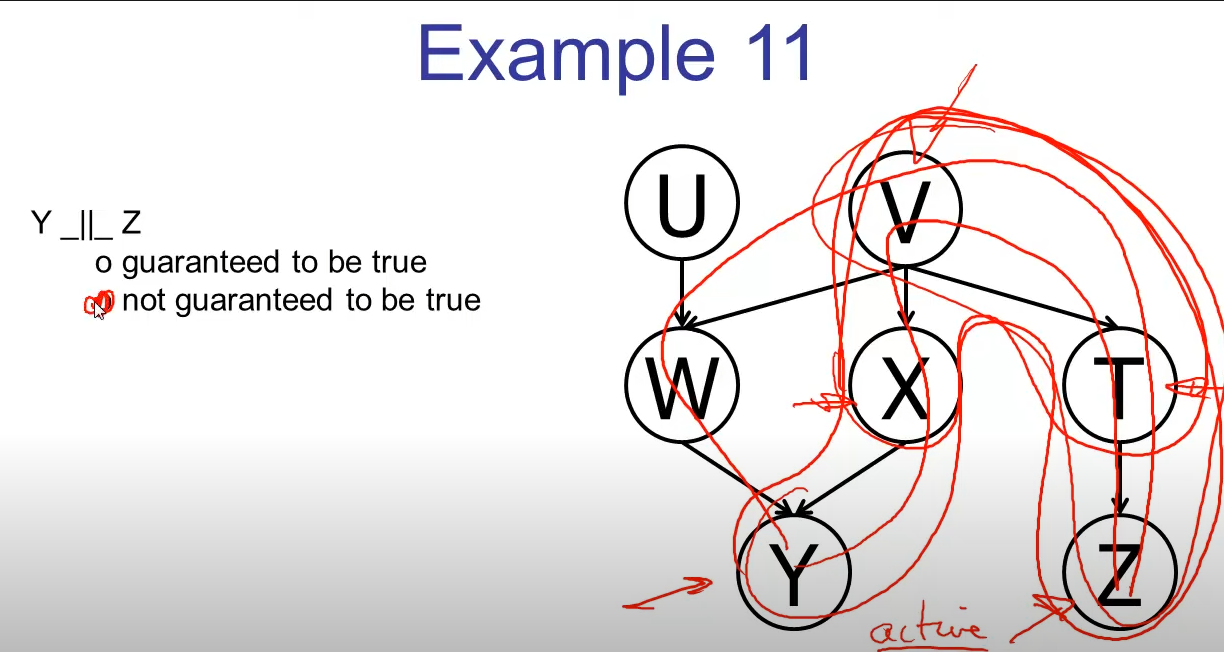 Example 11
Y _||_ Z
o guaranteed to be true
not guaranteed to be true
U
V
W
X
T
Y
Z
active